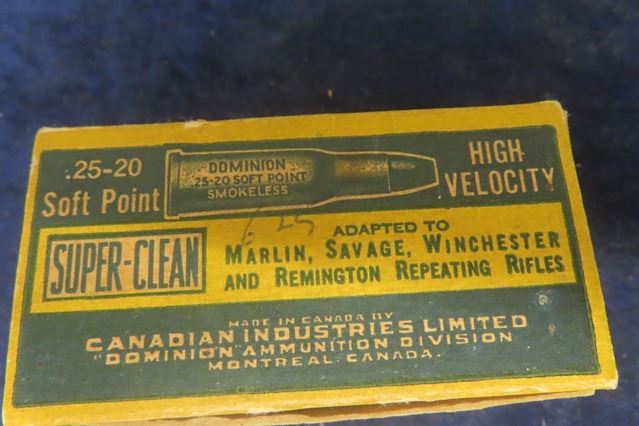 .25-20
Soft Point
DOMINION
.25-20 SOFT POINT
SMOKELESS
HIGH
VELOCITY
625
SUPER-CLEAN
ADAPTED TO
MARLIN, SAVAGE, WINCHESTER
AND REMINGTON REPEATING RIFLES
MADE IN CANADA BY
CANADIAN INDUSTRIES LIMITED
"DOMINION" AMMUNITION DIVISION
MONTREAL, CANADA.